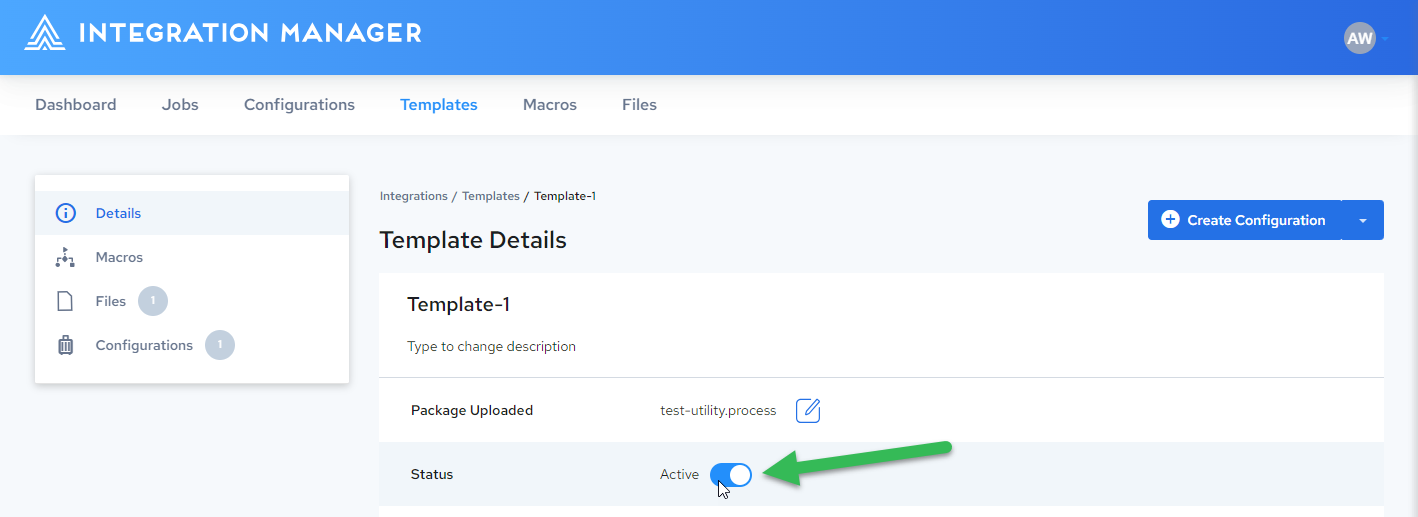 INTEGRATION MANAGER
AW
Dashboard Jobs Configurations Templates Macros Files
Details
Macros
Files 1
Configurations 1
Integrations / Templates / Template-1
Create Configuration
Template Details
Template-1
Type to change description
Package Uploaded test-utility.process
Status Active